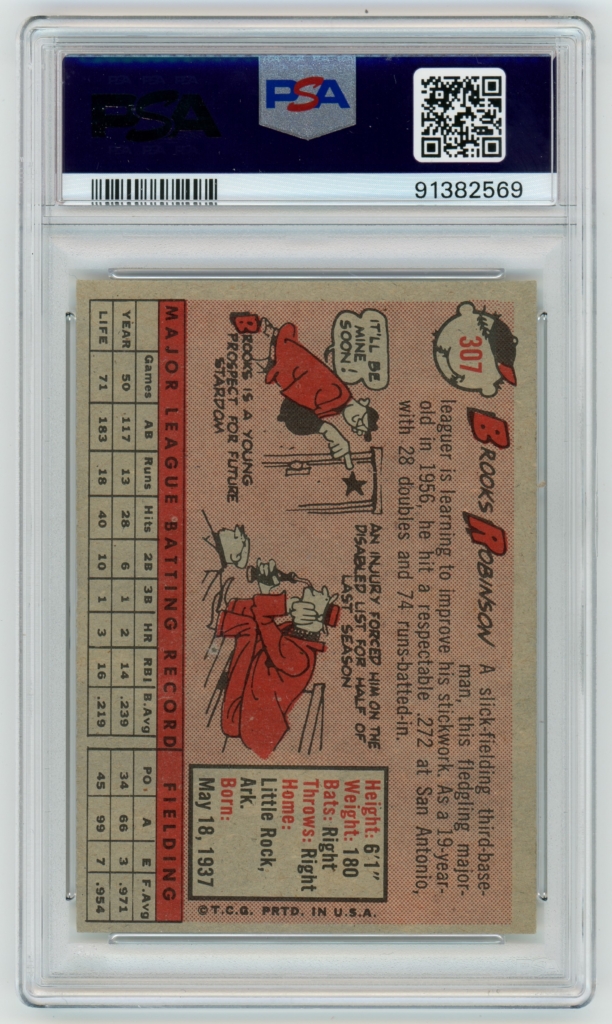 PSA
PSA
91382569
307
BROOKS ROBINSON A slick-fielding third-base-
man, this fledgling major-
leaguer is learning to improve his stickwork. As a 19-year-
old in 1956, he hit a respectable .272 at San Antonio,
with 28 doubles and 74 runs-batted-in.
IT'LL BE
MINE
SOON!
BROOKS IS A YOUNG
PROSPECT FOR FUTURE
STARDOM
AN INJURY FORCED HIM ON THE
DISABLED LIST FOR HALF OF
LAST SEASON
Height: 6'1"
Weight: 180
Bats: Right
Throws: Right
Home:
Little Rock,
Ark.
Born:
May 18, 1937
©T.C.G. PRTD. IN U.S.A.
MAJOR LEAGUE BATTING RECORD FIELDING
Games AB Runs Hits 2B 3B HR RBI B.Avg PO. A E F.Avg
YEAR 50 117 13 28 6 1 2 14 .239 34 66 3 .971
LIFE 71 183 18 40 10 1 3 16 .219 45 99 7 .954